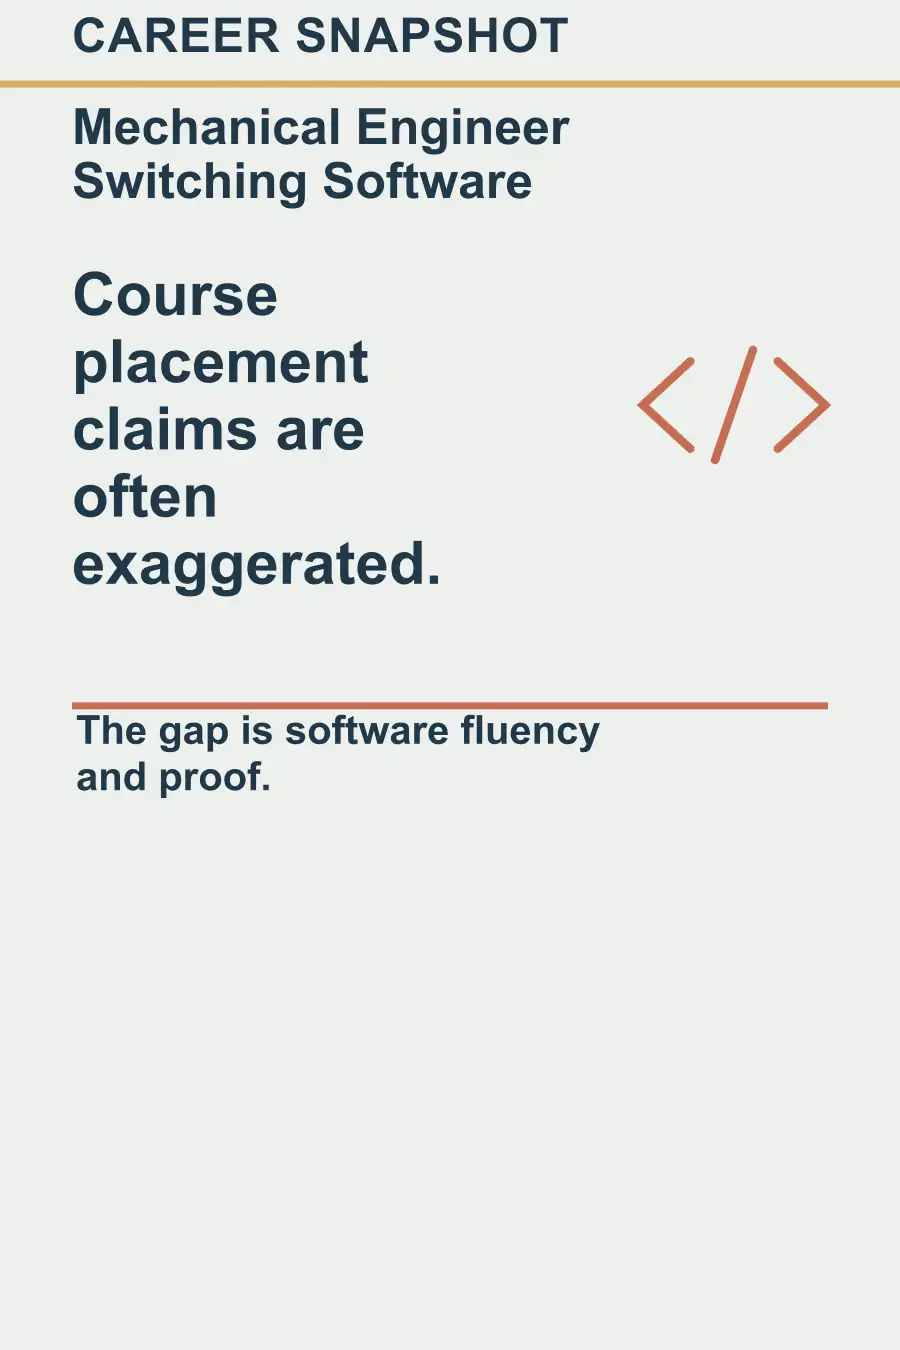 CAREER SNAPSHOT
Mechanical Engineer
Switching Software
Course
placement
claims are
often
exaggerated.
The gap is software fluency
and proof.